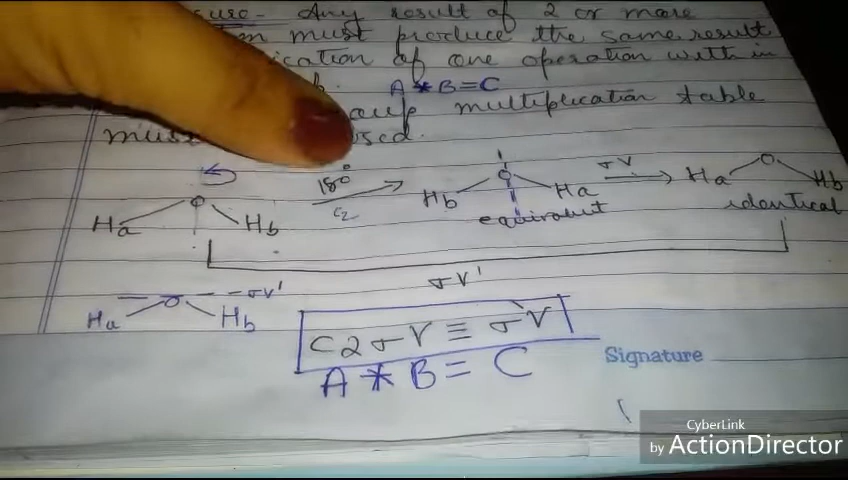 Any result of 2 or more
must produce the same result
of one operation with in
A * B = C
multiplication table
180°
C2
σV
Ha O Hb
Hb O Ha
Ha O Hb
equivalent
identical
σV'
σV'
Ha O Hb
C2 σV ≡ σV'
A * B = C
Signature
CyberLink
by ActionDirector